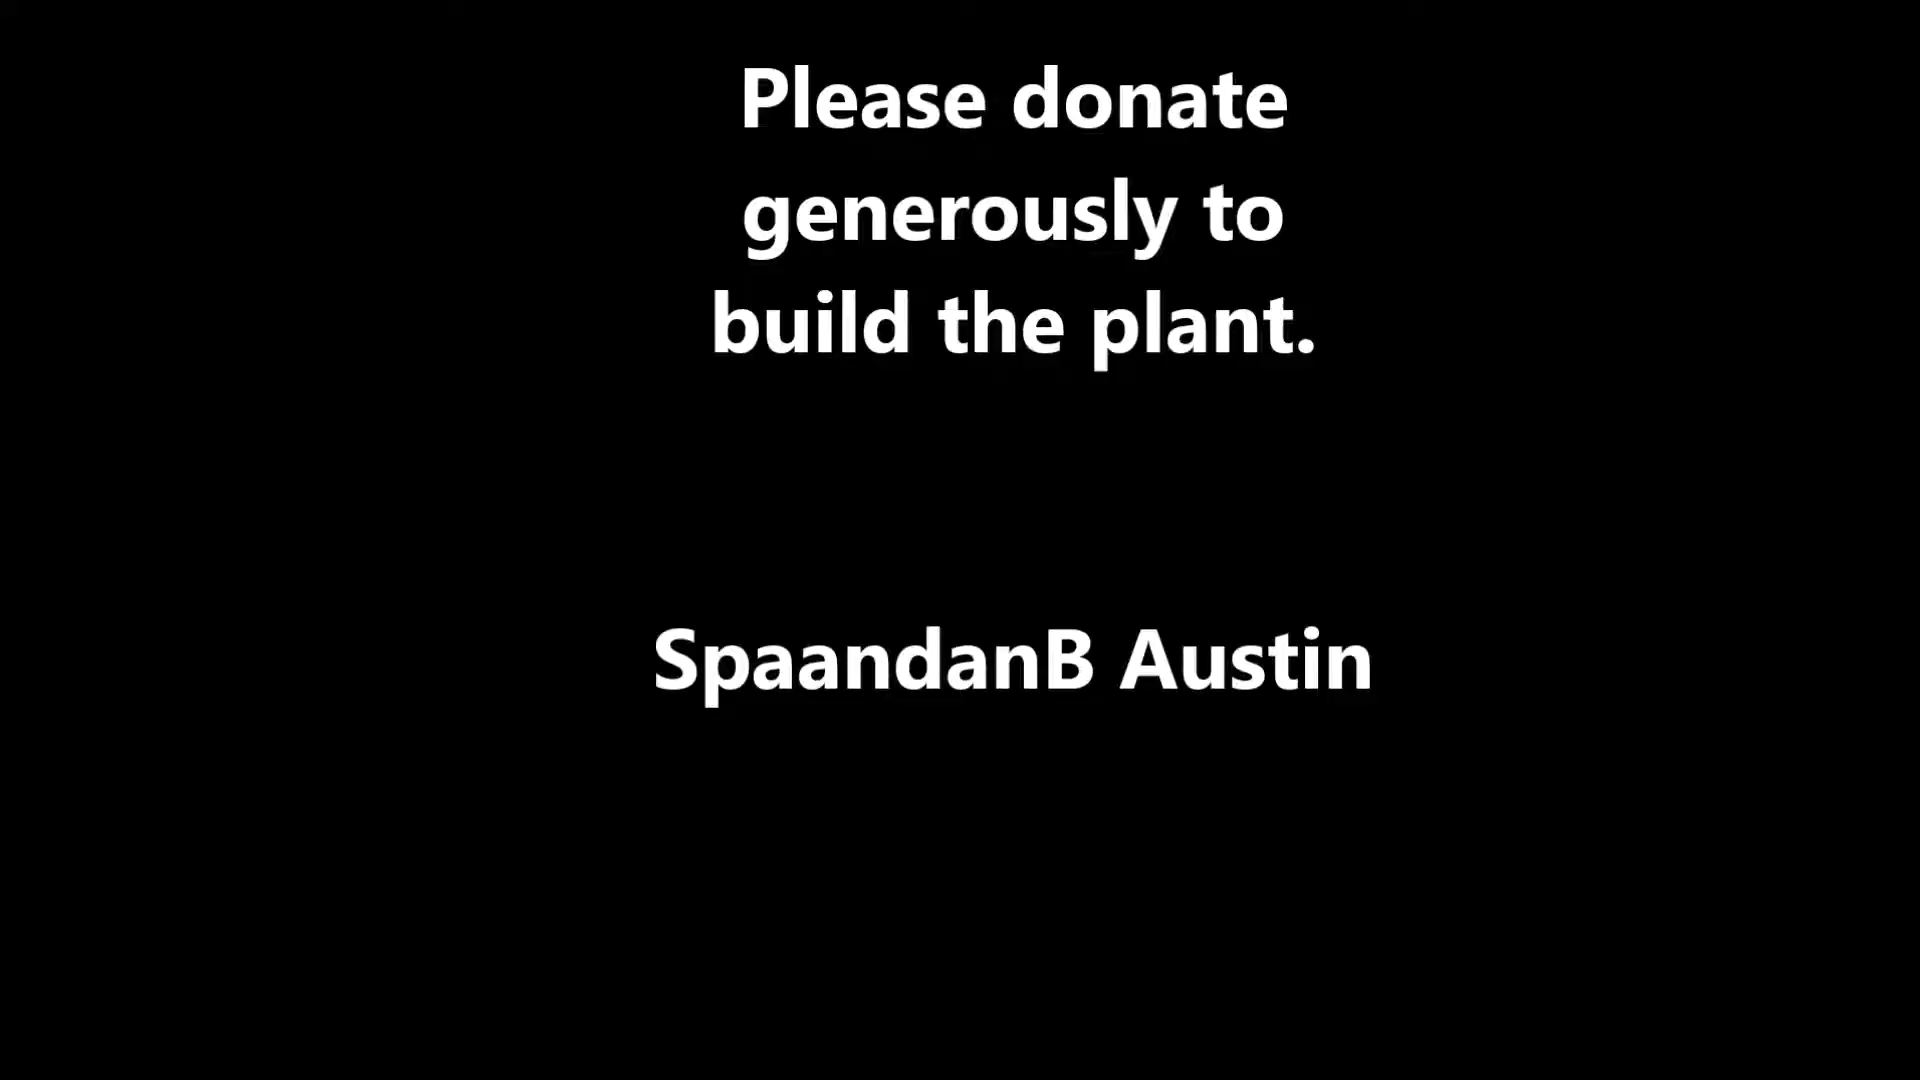 Please donate
generously to
build the plant.
SpaandanB Austin